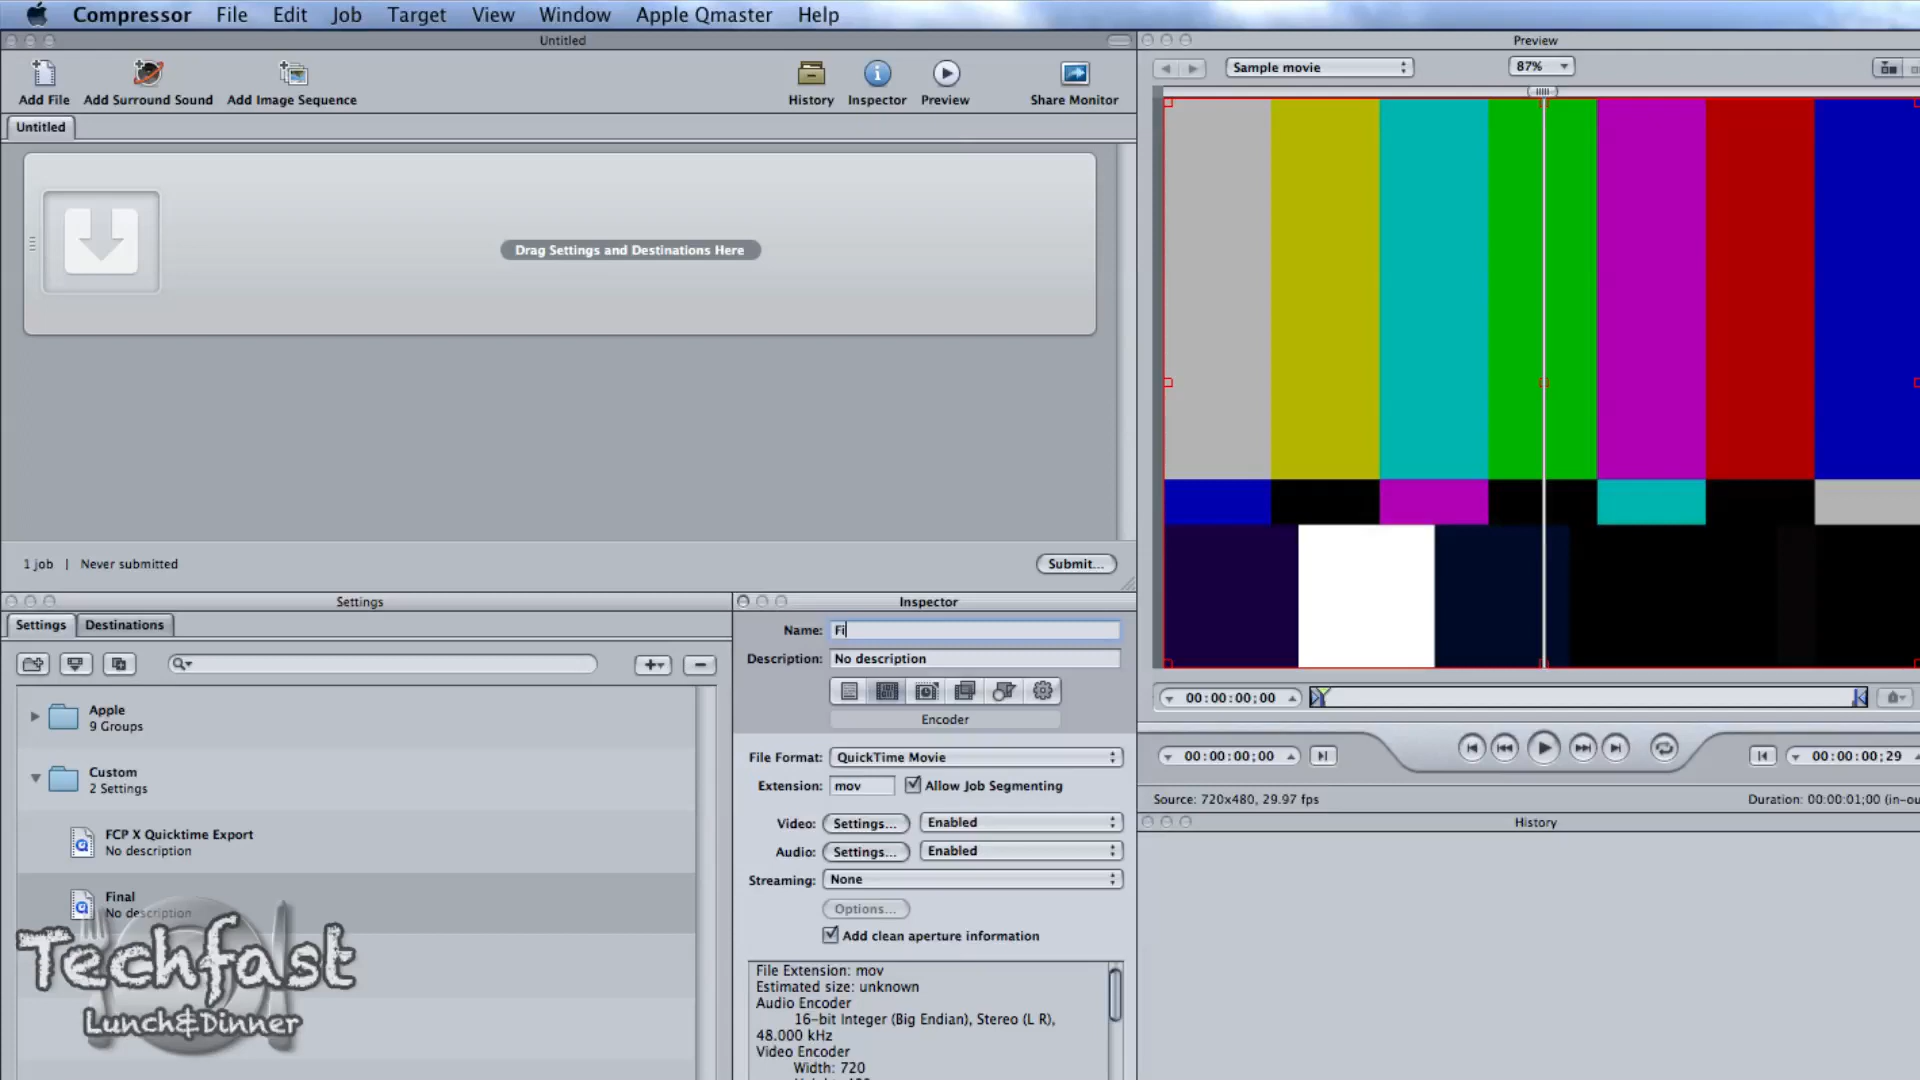 Compressor File Edit Job Target View Window Apple Qmaster Help
Untitled
Add File Add Surround Sound Add Image Sequence History Inspector Preview Share Monitor
Untitled
Drag Settings and Destinations Here
1 job | Never submitted Submit...
Settings
Settings Destinations
Apple
9 Groups
Custom
2 Settings
FCP X Quicktime Export
No description
Final
No description
Techfast
Lunch&Dinner
Inspector
Name: Fi
Description: No description
Encoder
File Format: QuickTime Movie
Extension: mov Allow Job Segmenting
Video: Settings... Enabled
Audio: Settings... Enabled
Streaming: None
Options...
Add clean aperture information
File Extension: mov
Estimated size: unknown
Audio Encoder
16-bit Integer (Big Endian), Stereo (L R),
48.000 kHz
Video Encoder
Width: 720
Preview
Sample movie 87%
00:00:00;00
00:00:00;00 00:00:00;29
Source: 720x480, 29.97 fps Duration: 00:00:01;00 (in-ou
History